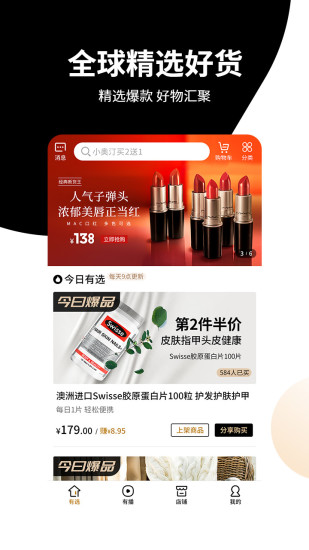 全球精选好货
精选爆款 好物汇聚
消息
小奥汀买2送1
购物车
分类
经典断货王
人气子弹头
浓郁美唇正当红
MAC口红·多色可选
¥138 立即抢购
3/6
今日有选
每天9点更新
今日爆品
Swisse
HAIR SKIN NAILS+
第2件半价
皮肤指甲头皮健康
Swisse胶原蛋白片100片
584人已买
澳洲进口Swisse胶原蛋白片100粒 护发护肤护甲
每日1片 轻松便携
¥179.00 / 赚¥8.95
上架商品
分享购买
今日爆品
有选
有播
店铺
我的